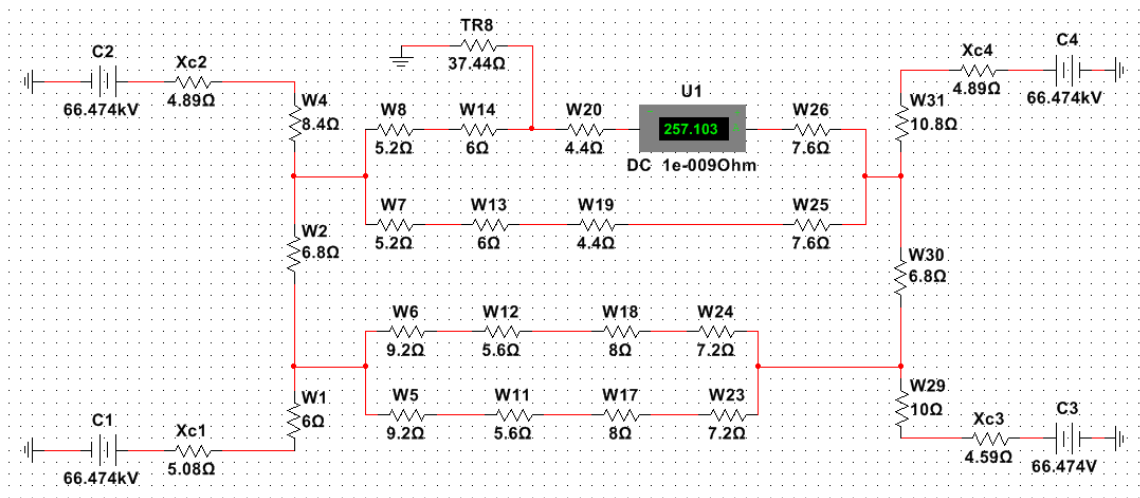 TR8
37.44Ω
C2
66.474kV
Xc2
4.89Ω
W4
8.4Ω
W8
5.2Ω
W14
6Ω
W20
4.4Ω
U1
257.103
DC 1e-009Ohm
W26
7.6Ω
W31
10.8Ω
Xc4
4.89Ω
C4
66.474kV
W7
5.2Ω
W13
6Ω
W19
4.4Ω
W25
7.6Ω
W2
6.8Ω
W30
6.8Ω
W6
9.2Ω
W12
5.6Ω
W18
8Ω
W24
7.2Ω
W5
9.2Ω
W11
5.6Ω
W17
8Ω
W23
7.2Ω
W1
6Ω
W29
10Ω
C1
66.474kV
Xc1
5.08Ω
Xc3
4.59Ω
C3
66.474V